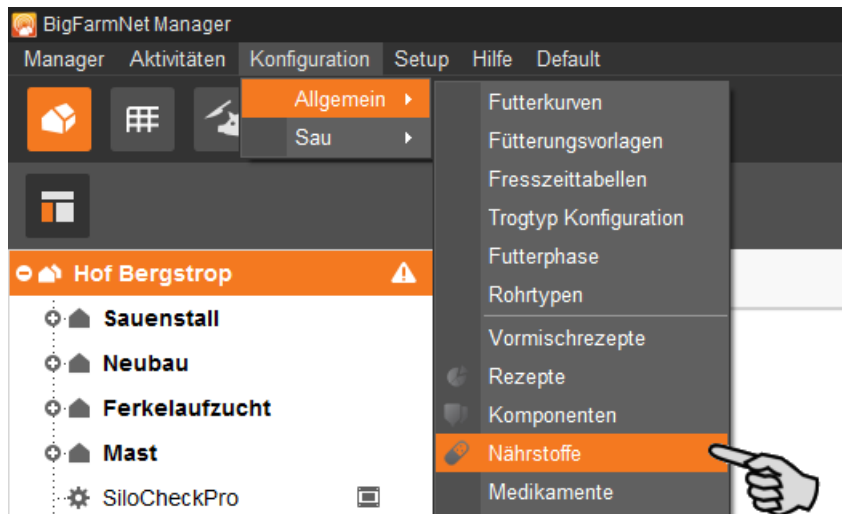 BigFarmNet Manager
Manager Aktivitäten Konfiguration Setup Hilfe Default
Allgemein
Sau
Futterkurven
Fütterungsvorlagen
Fresszeittabellen
Trogtyp Konfiguration
Futterphase
Rohrtypen
Vormischrezepte
Rezepte
Komponenten
Nährstoffe
Medikamente
Hof Bergstrop
Sauenstall
Neubau
Ferkelaufzucht
Mast
SiloCheckPro